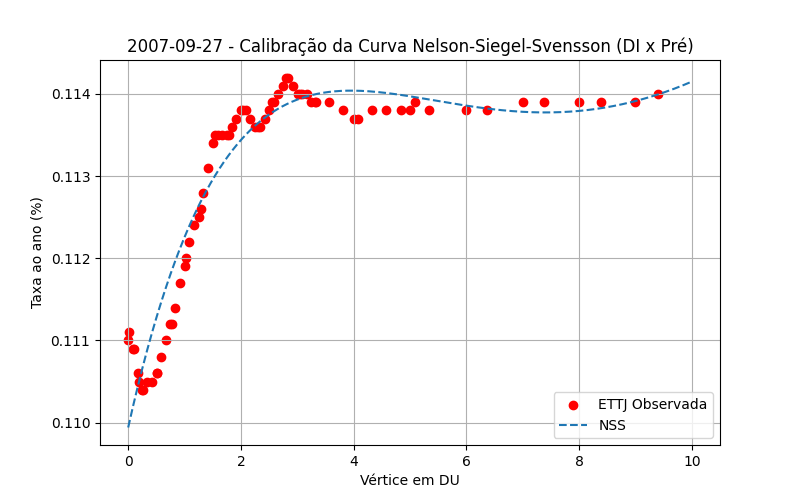 2007-09-27 - Calibração da Curva Nelson-Siegel-Svensson (DI x Pré)
Taxa ao ano (%)
0.114
0.113
0.112
0.111
0.110
0
2
4
6
8
10
Vértice em DU
ETTJ Observada
NSS